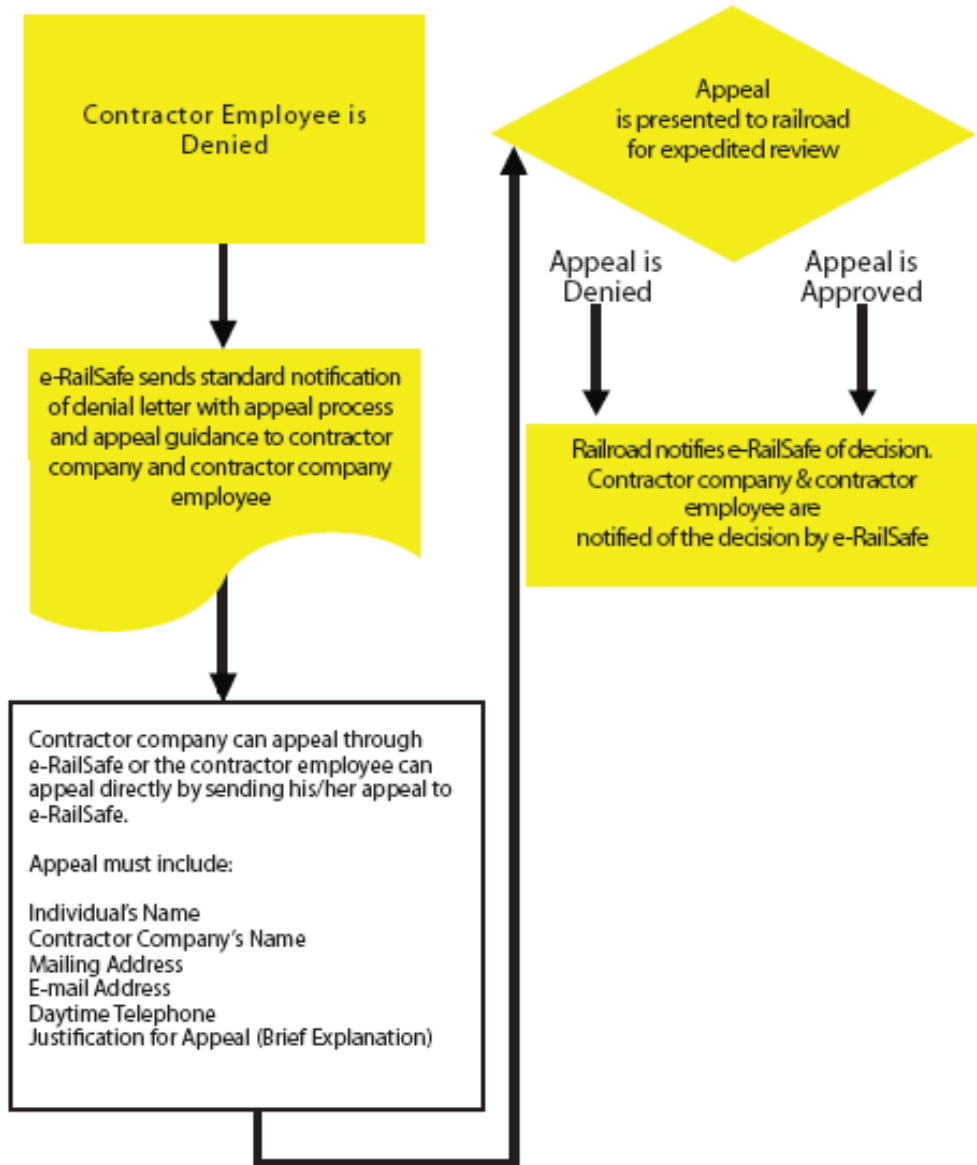 Contractor Employee is
Denied
e-RailSafe sends standard notification
of denial letter with appeal process
and appeal guidance to contractor
company and contractor company
employee
Contractor company can appeal through
e-RailSafe or the contractor employee can
appeal directly by sending his/her appeal to
e-RailSafe.
Appeal must include:
Individual's Name
Contractor Company's Name
Mailing Address
E-mail Address
Daytime Telephone
Justification for Appeal (Brief Explanation)
Appeal
is presented to railroad
for expedited review
Appeal is
Denied
Appeal is
Approved
Railroad notifies e-RailSafe of decision.
Contractor company & contractor
employee are
notified of the decision by e-RailSafe